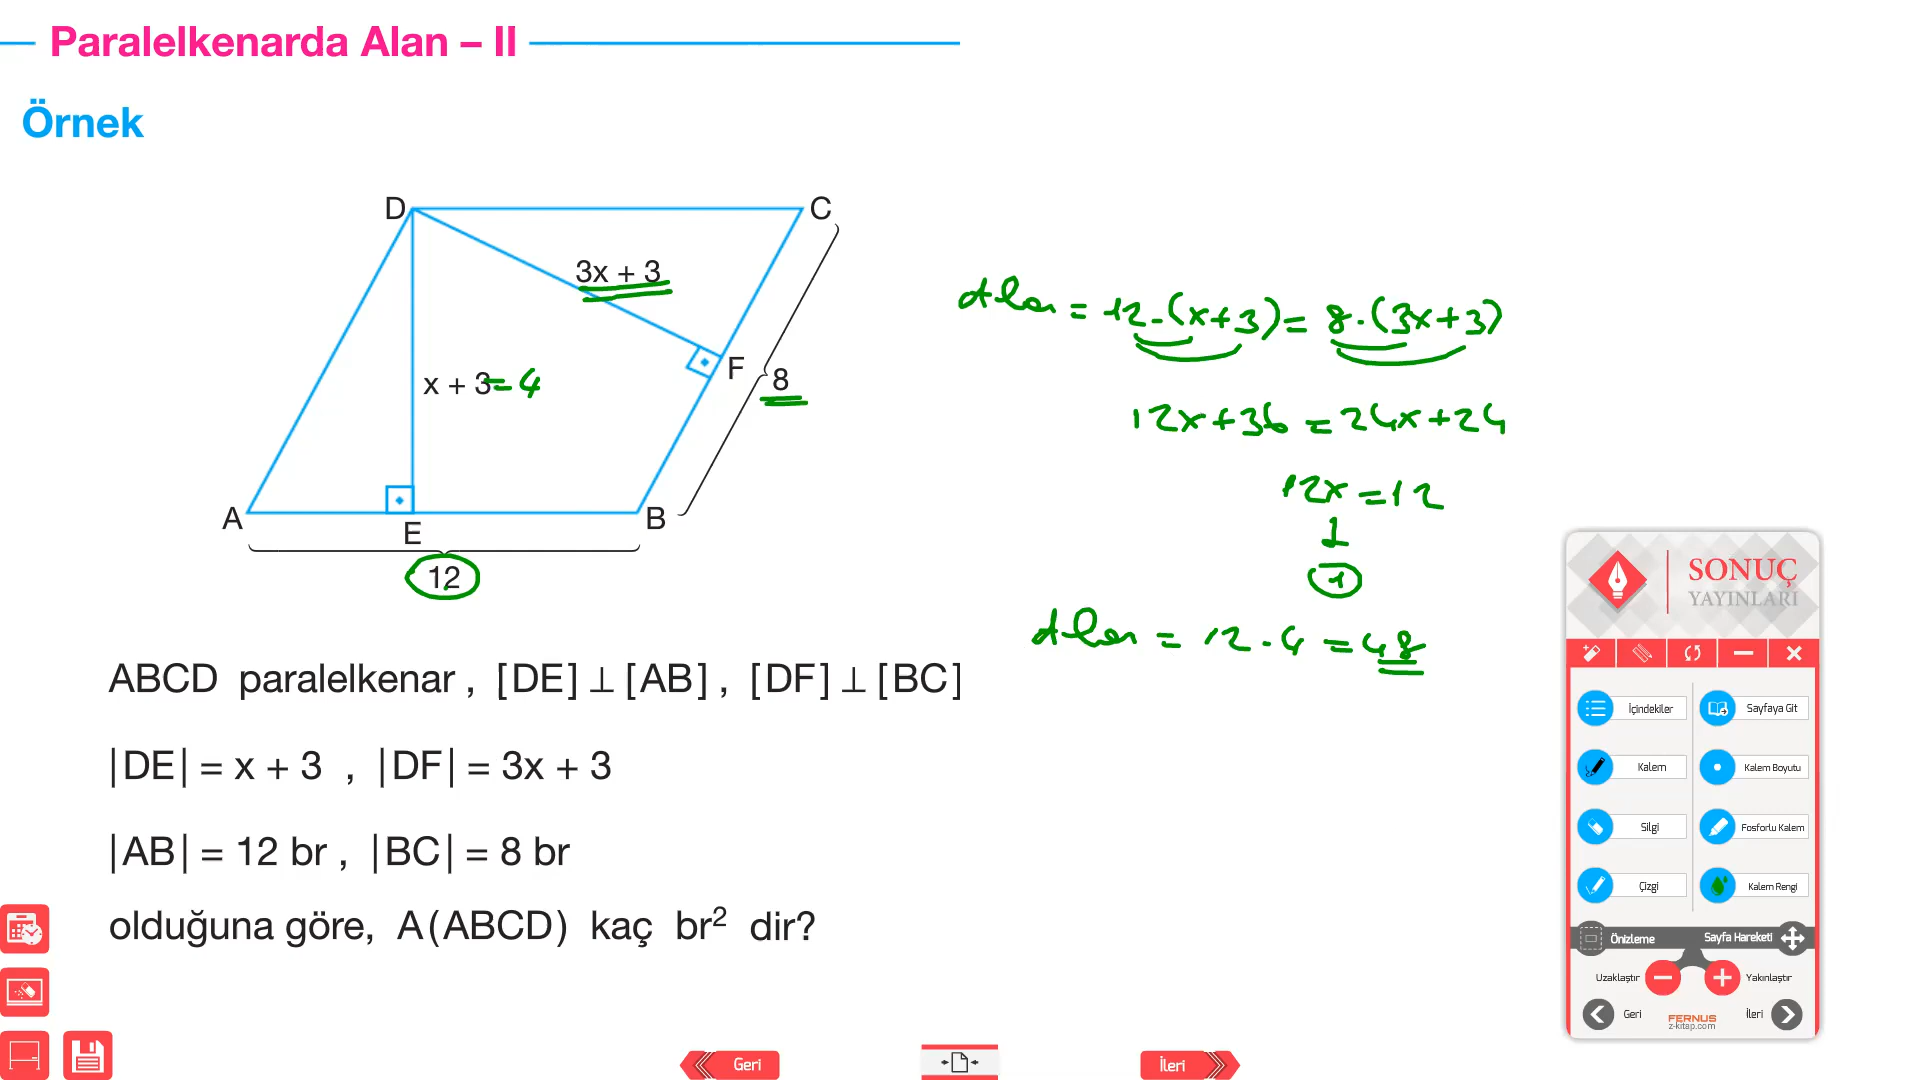 Paralelkenarda Alan – II
Örnek
D
C
3x + 3
F
8
x + 3 = 4
A
E
B
12
Alan = 12.(x+3) = 8.(3x+3)
12x+36 = 24x+24
12x = 12
1
Alan = 12.4 = 48
ABCD paralelkenar , [DE] ⊥ [AB] , [DF] ⊥ [BC]
|DE| = x + 3 , |DF| = 3x + 3
|AB| = 12 br , |BC| = 8 br
olduğuna göre, A(ABCD) kaç br² dir?
SONUÇ
YAYINLARI
İçindekiler
Sayfaya Git
Kalem
Kalem Boyutu
Silgi
Fosforlu Kalem
Çizgi
Kalem Rengi
Önizleme
Sayfa Hareketi
Uzaklaştır
Yakınlaştır
Geri
FERNUS
z-kitap.com
İleri
Geri
İleri